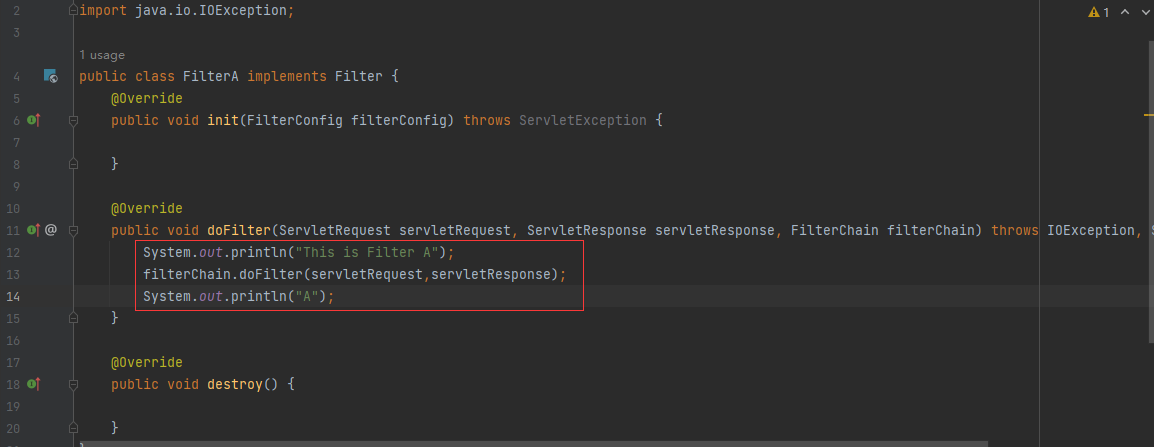 1
2 import java.io.IOException;
3
1 usage
4 public class FilterA implements Filter {
5 @Override
6 public void init(FilterConfig filterConfig) throws ServletException {
7
8 }
9
10 @Override
11 @ public void doFilter(ServletRequest servletRequest, ServletResponse servletResponse, FilterChain filterChain) throws IOException,
12 System.out.println("This is Filter A");
13 filterChain.doFilter(servletRequest,servletResponse);
14 System.out.println("A");
15 }
16
17 @Override
18 public void destroy() {
19
20 }